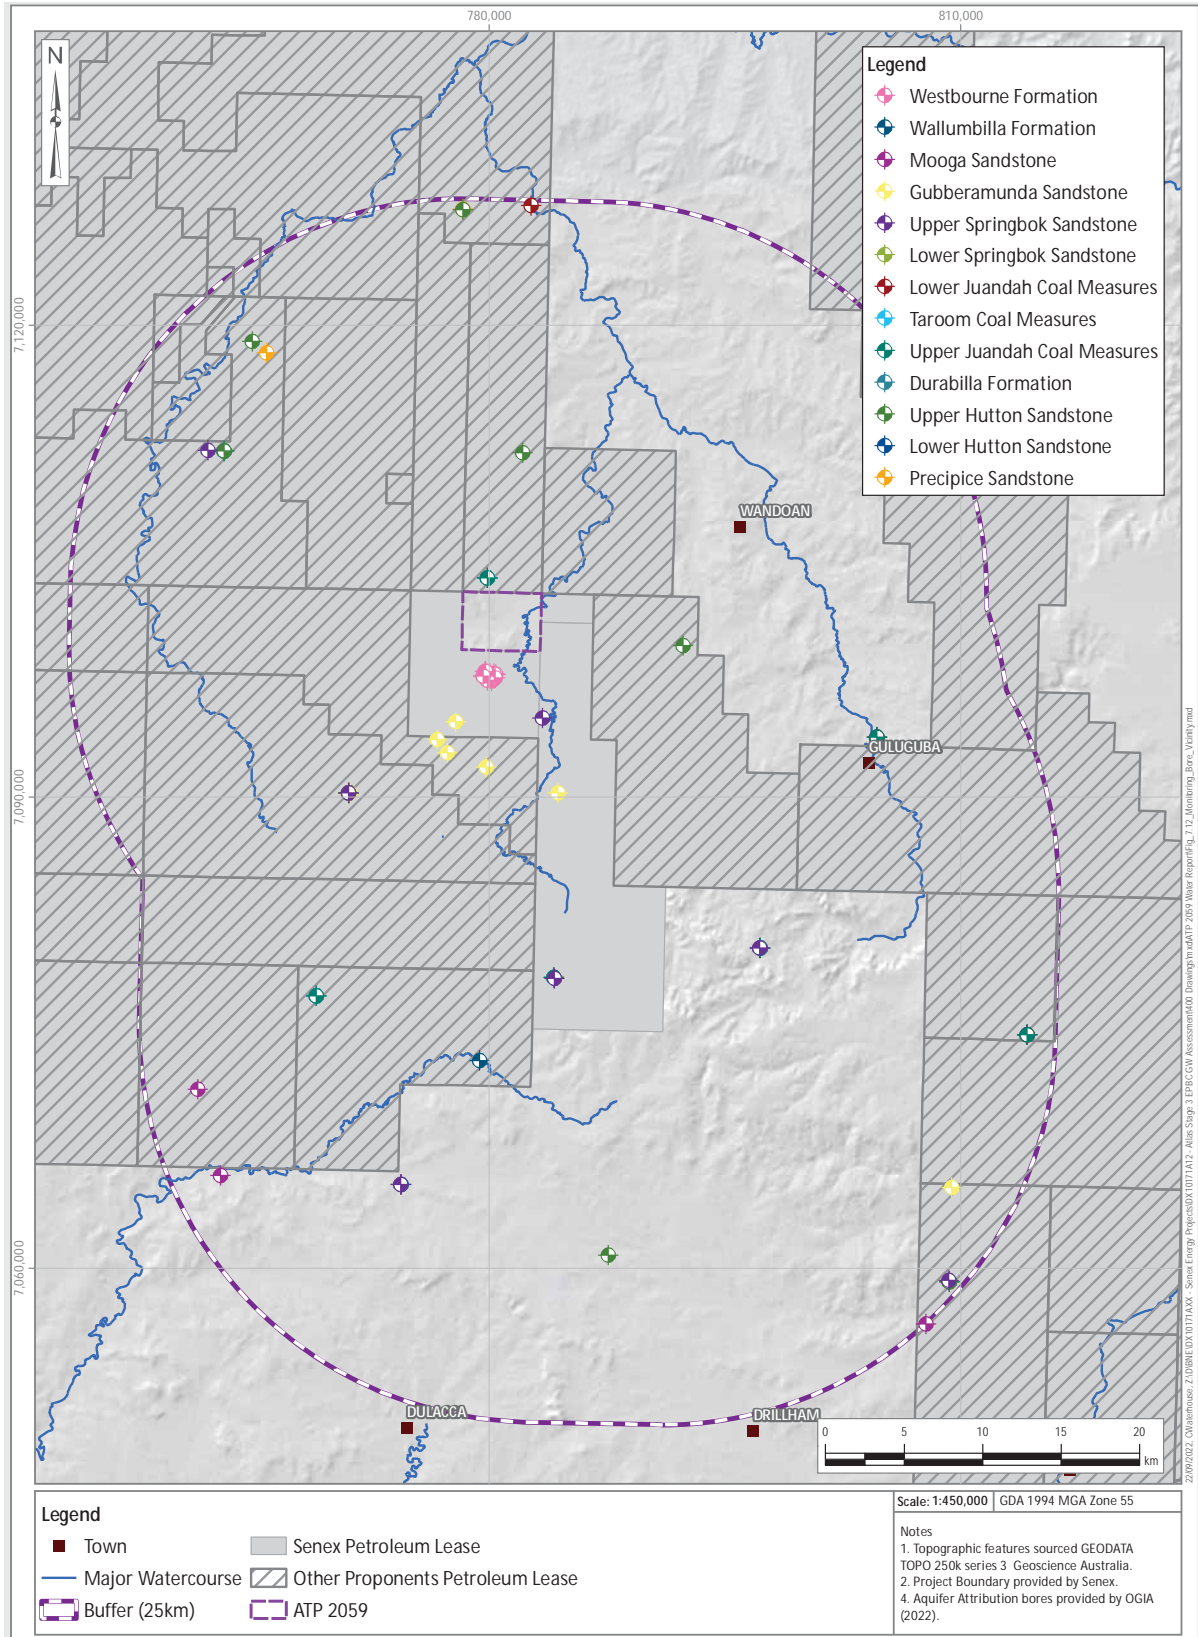 780,000
810,000
N
Legend
Westbourne Formation
Wallumbilla Formation
Mooga Sandstone
Gubberamunda Sandstone
Upper Springbok Sandstone
Lower Springbok Sandstone
Lower Juandah Coal Measures
Taroom Coal Measures
Upper Juandah Coal Measures
Durabilla Formation
Upper Hutton Sandstone
Lower Hutton Sandstone
Precipice Sandstone
7,120,000
WANDOAN
GULUGUBA
7,090,000
7,060,000
DULACCA
DRILLHAM
0 5 10 15 20
km
Legend
Town
Major Watercourse
Buffer (25km)
Senex Petroleum Lease
Other Proponents Petroleum Lease
ATP 2059
Scale: 1:450,000
GDA 1994 MGA Zone 55
Notes
1. Topographic features sourced GEODATA
TOPO 250k series 3 Geoscience Australia.
2. Project Boundary provided by Senex.
4. Aquifer Attribution bores provided by OGIA
(2022).